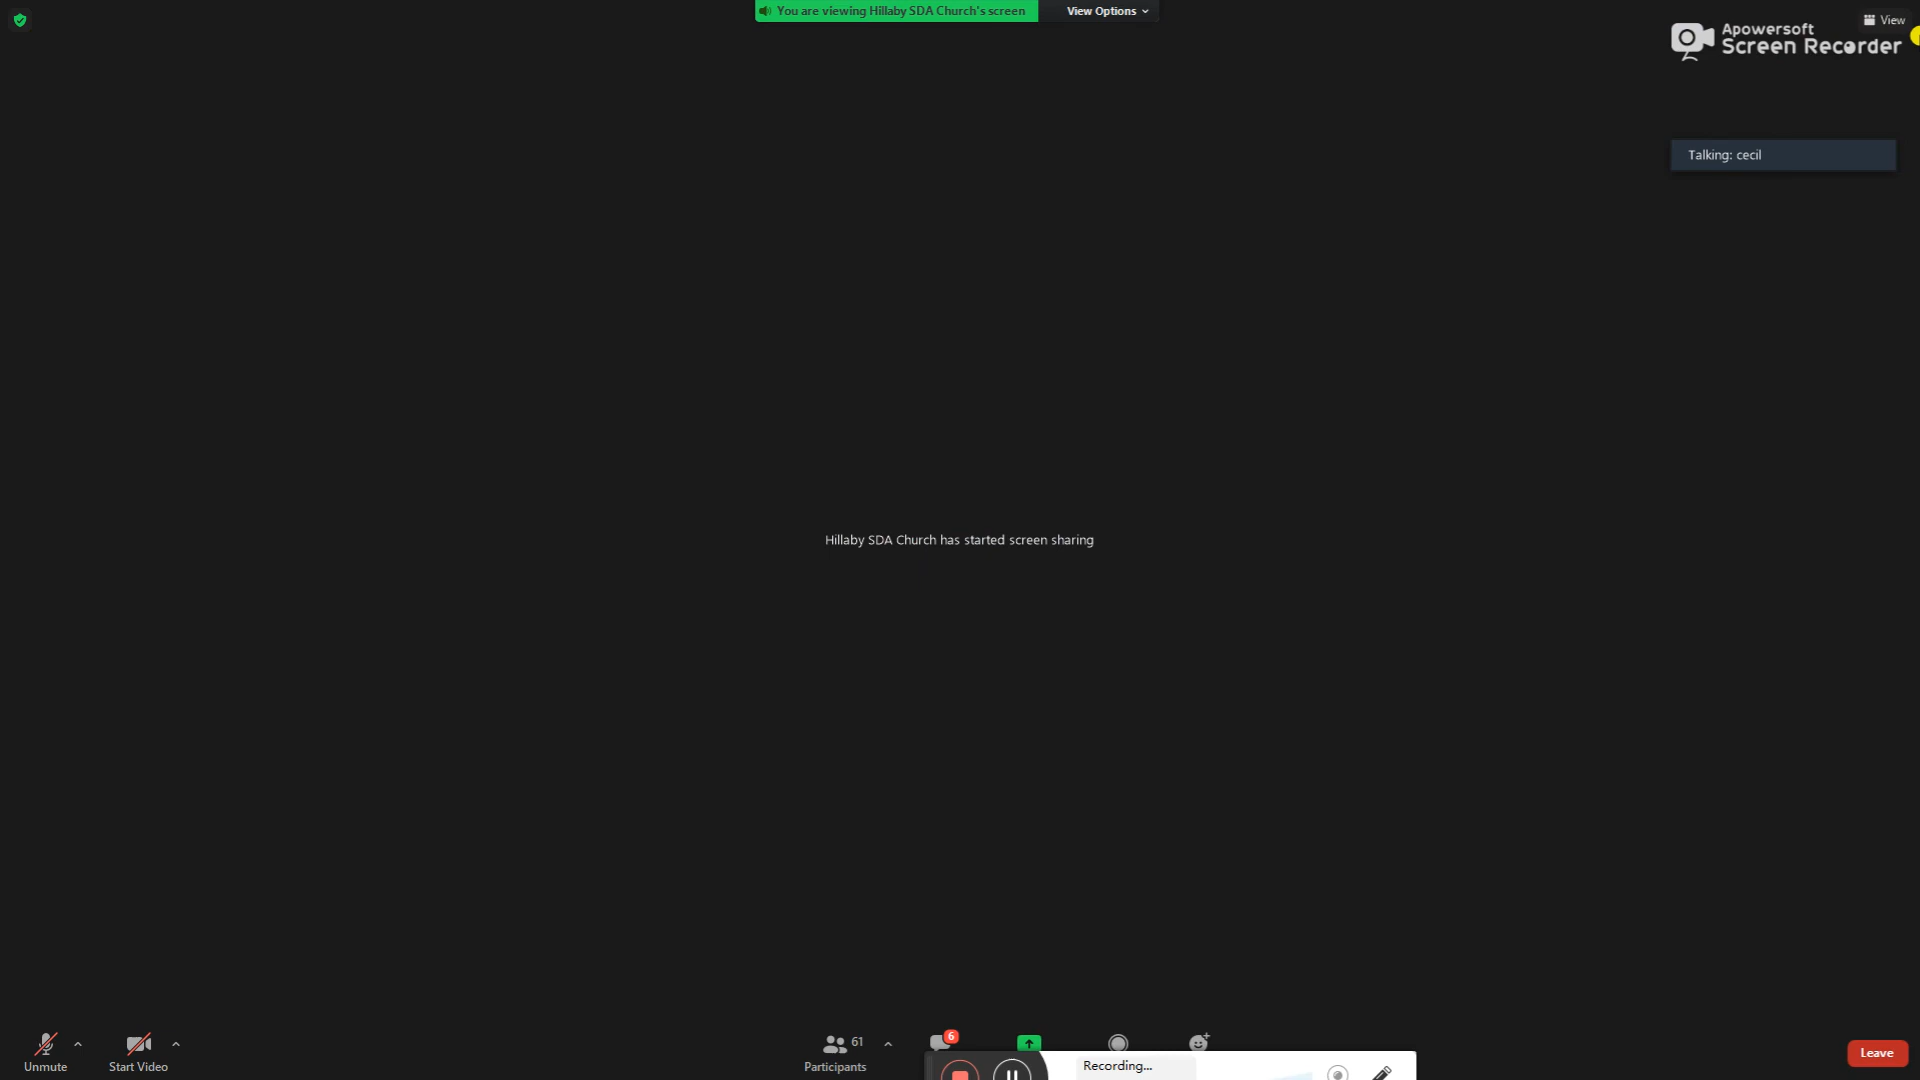 You are viewing Hillaby SDA Church's screen
View Options
View
Apowersoft
Screen Recorder
Talking: cecil
Hillaby SDA Church has started screen sharing
61
6
Unmute
Start Video
Participants
Recording...
Leave